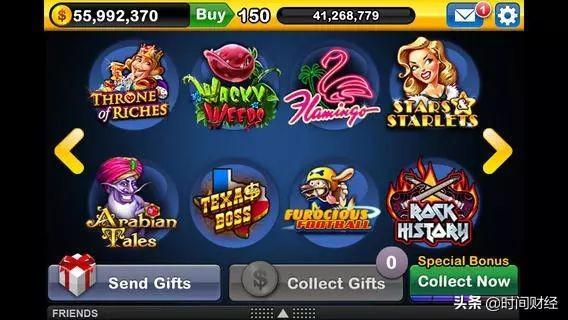 $ 55,992,370 Buy 150 41,268,779 1
THRONE
OF RICHES
WACKY
WEEDS
Flamingo
STARS &
STARLETS
Arabian
Tales
TEXA$
BOSS
FUROCIOUS
FOOTBALL
ROCK
HISTORY
Send Gifts
$ Collect Gifts
0
Special Bonus
Collect Now
FRIENDS
头条 @时间财经